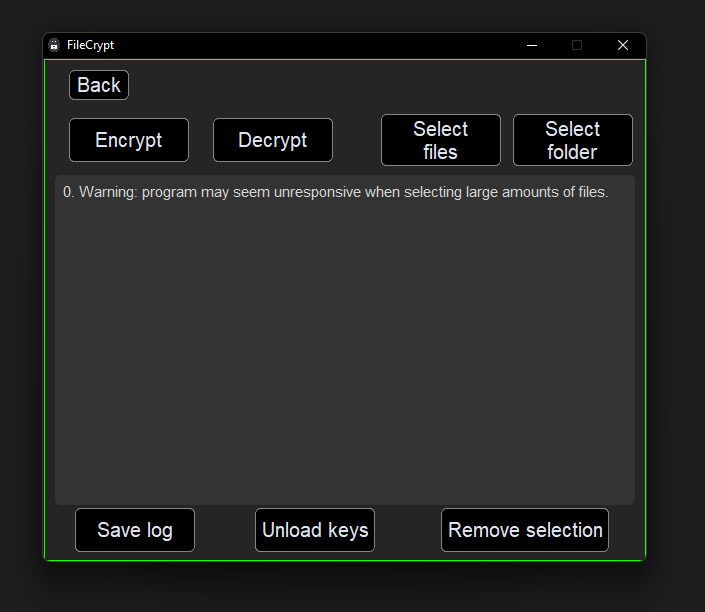 FileCrypt
Back
Encrypt
Decrypt
Select
files
Select
folder
0. Warning: program may seem unresponsive when selecting large amounts of files.
Save log
Unload keys
Remove selection